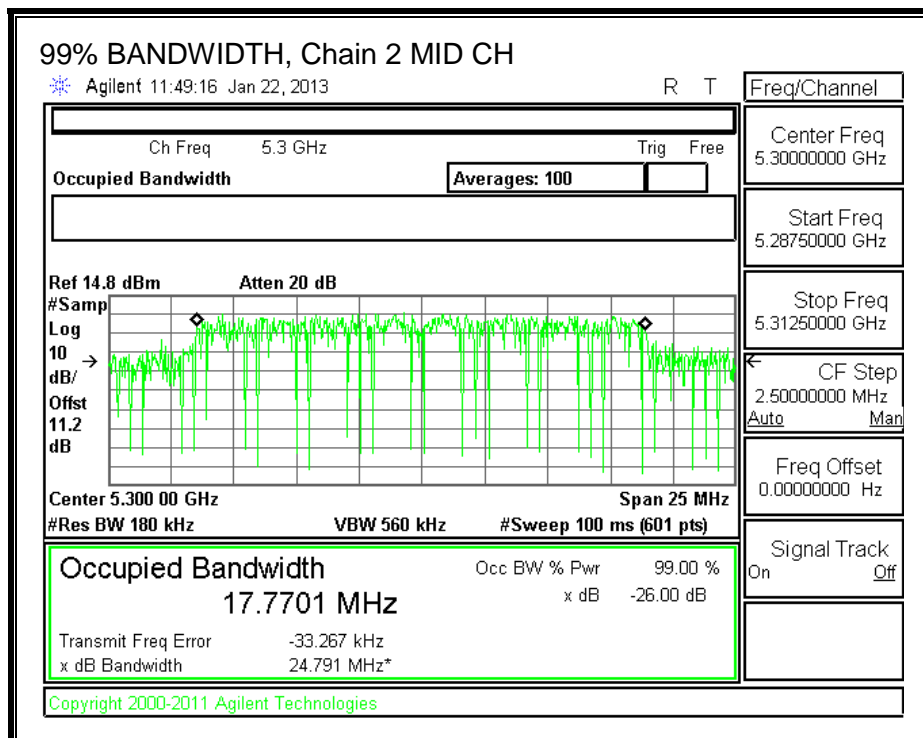 99% BANDWIDTH, Chain 2 MID CH
Agilent 11:49:16 Jan 22, 2013 R T
Freq/Channel
Ch Freq 5.3 GHz Trig Free
Occupied Bandwidth Averages: 100
Center Freq
5.30000000 GHz
Start Freq
5.28750000 GHz
Ref 14.8 dBm Atten 20 dB
#Samp
Log
10
dB/
Offst
11.2
dB
Stop Freq
5.31250000 GHz
CF Step
2.50000000 MHz
Auto Man
Center 5.300 00 GHz Span 25 MHz
#Res BW 180 kHz VBW 560 kHz #Sweep 100 ms (601 pts)
Freq Offset
0.00000000 Hz
Occupied Bandwidth Occ BW % Pwr 99.00 %
17.7701 MHz x dB -26.00 dB
Transmit Freq Error -33.267 kHz
x dB Bandwidth 24.791 MHz*
Signal Track
On Off
Copyright 2000-2011 Agilent Technologies